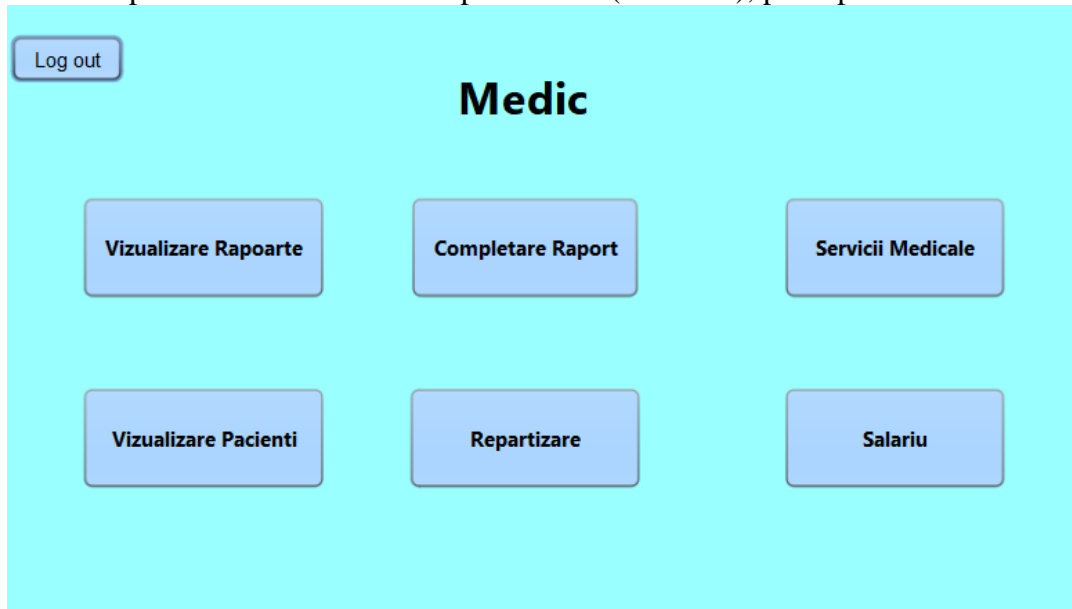 Log out
Medic
Vizualizare Rapoarte
Completare Raport
Servicii Medicale
Vizualizare Pacienti
Repartizare
Salariu